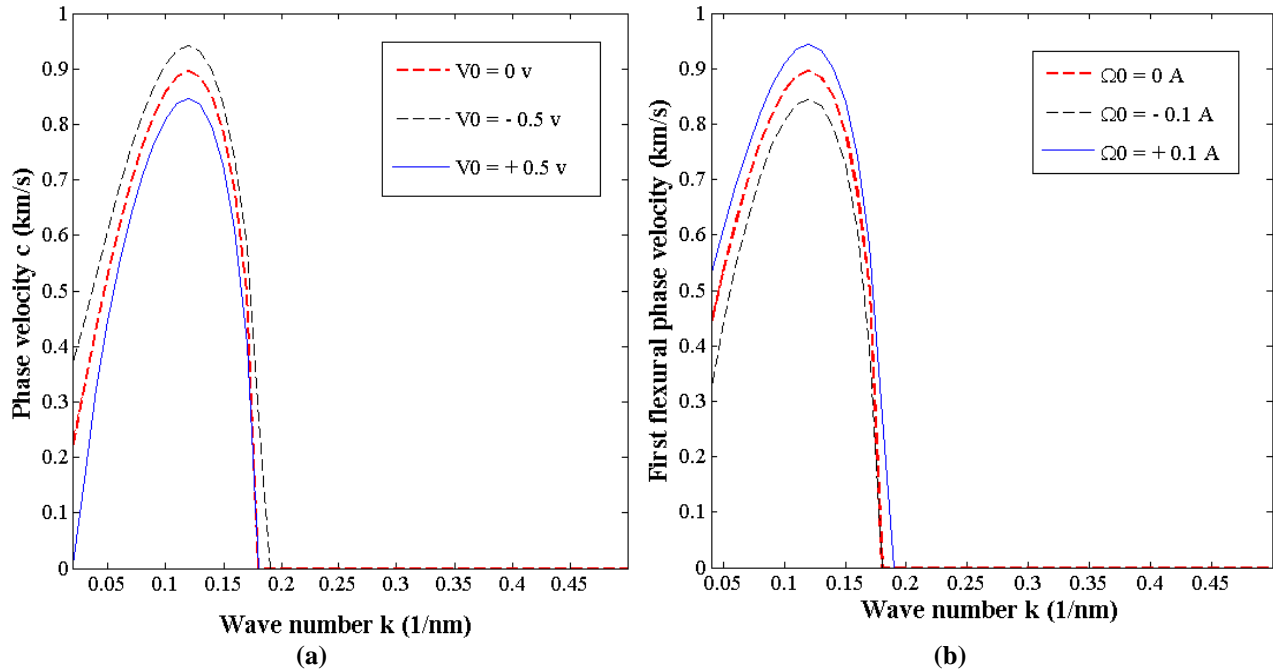 Phase velocity c (km/s)
1
0.9
0.8
0.7
0.6
0.5
0.4
0.3
0.2
0.1
0
V0 = 0 v
V0 = - 0.5 v
V0 = + 0.5 v
0.05 0.1 0.15 0.2 0.25 0.3 0.35 0.4 0.45
Wave number k (1/nm)
(a)
First flexural phase velocity (km/s)
1
0.9
0.8
0.7
0.6
0.5
0.4
0.3
0.2
0.1
0
Ω0 = 0 A
Ω0 = - 0.1 A
Ω0 = + 0.1 A
0.05 0.1 0.15 0.2 0.25 0.3 0.35 0.4 0.45
Wave number k (1/nm)
(b)